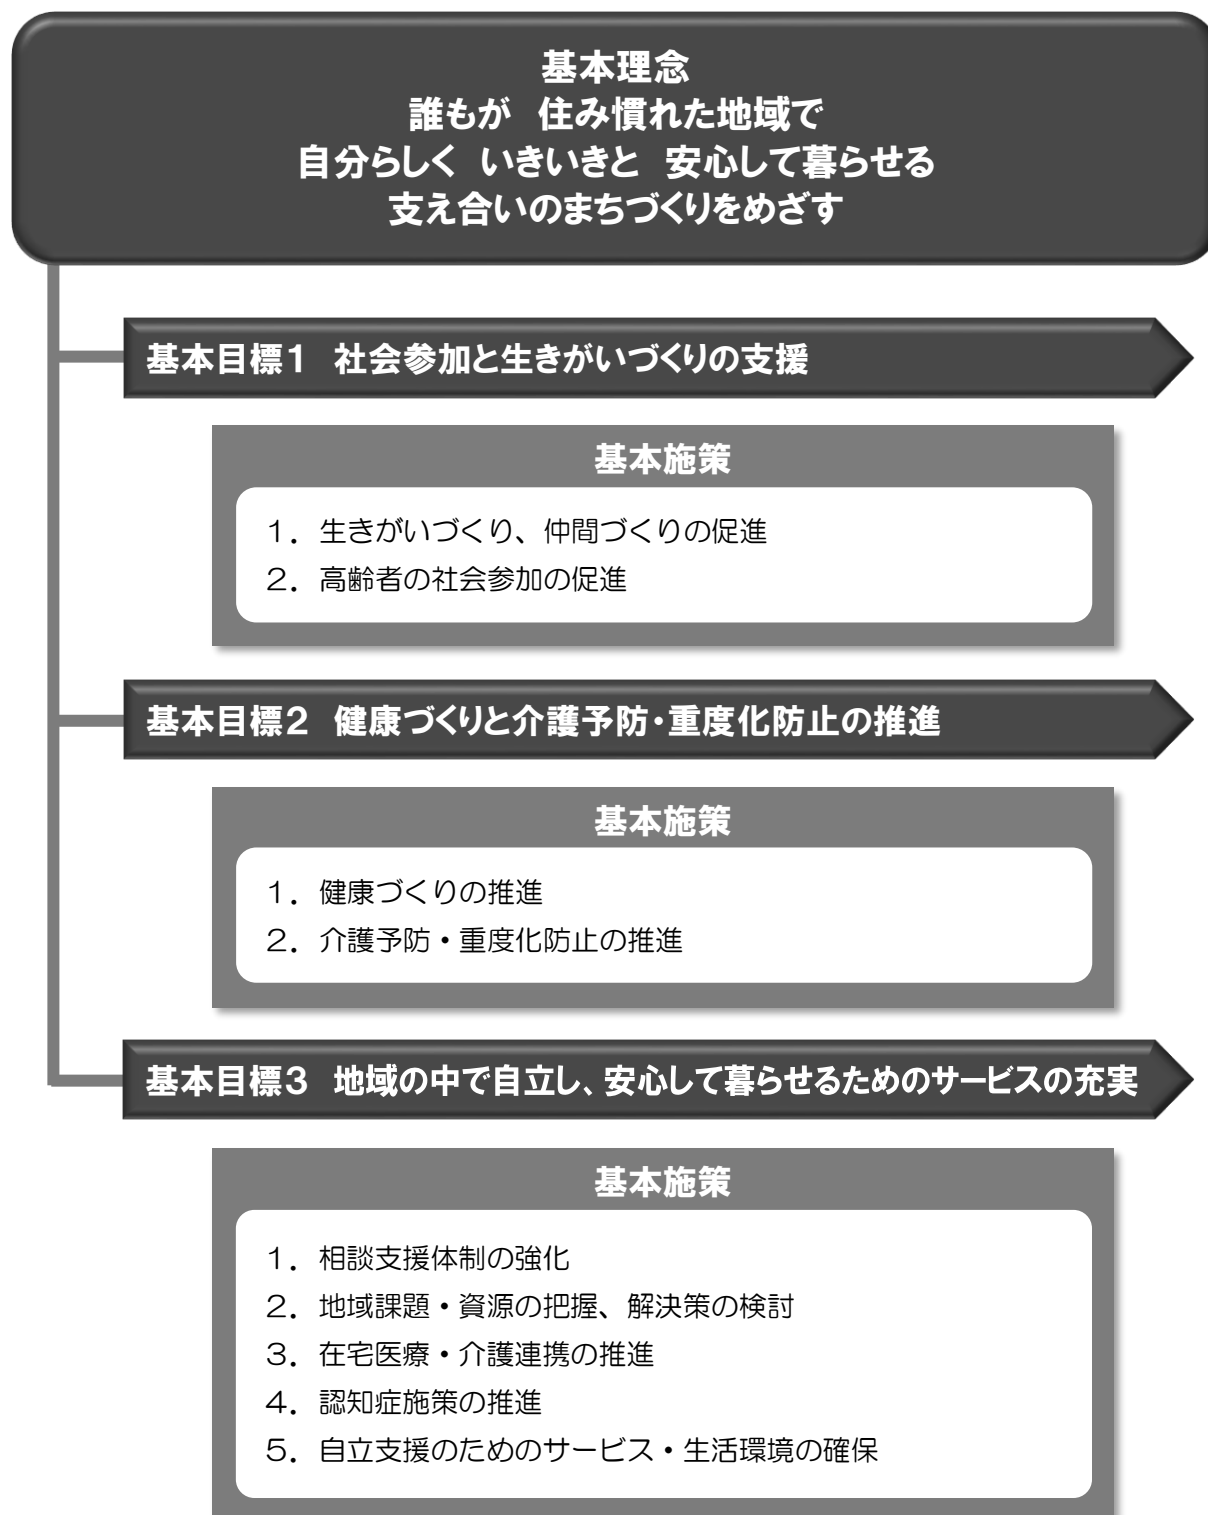 基本理念
誰もが　住み慣れた地域で
自分らしく　いきいきと　安心して暮らせる
支え合いのまちづくりをめざす
基本目標１　社会参加と生きがいづくりの支援
基本施策
１．生きがいづくり、仲間づくりの促進
２．高齢者の社会参加の促進
基本目標２　健康づくりと介護予防・重度化防止の推進
基本施策
１．健康づくりの推進
２．介護予防・重度化防止の推進
基本目標３　地域の中で自立し、安心して暮らせるためのサービスの充実
基本施策
１．相談支援体制の強化
２．地域課題・資源の把握、解決策の検討
３．在宅医療・介護連携の推進
４．認知症施策の推進
５．自立支援のためのサービス・生活環境の確保